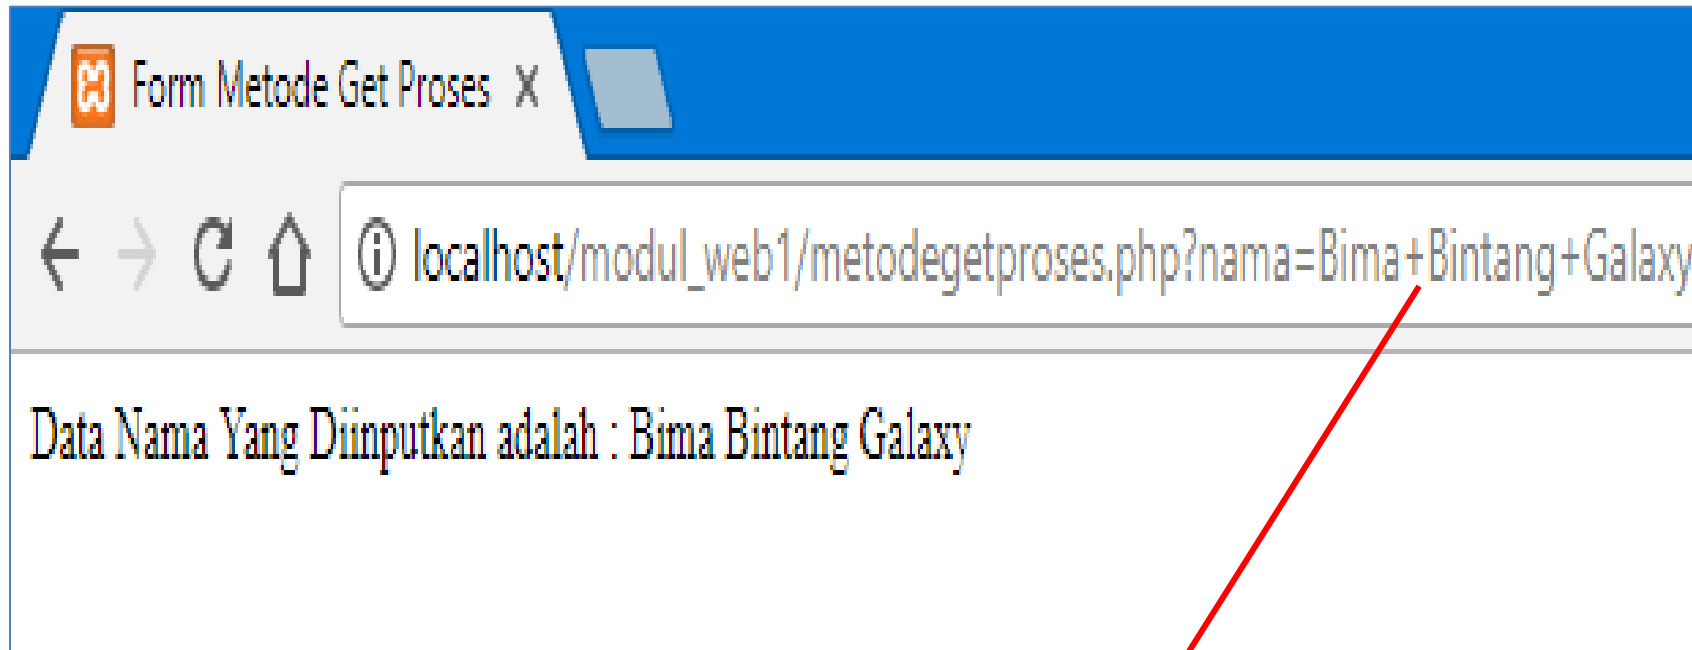 Form Metode Get Proses
localhost/modul_web1/metodegetproses.php?nama=Bima+Bintang+Galaxy
Data Nama Yang Diinputkan adalah : Bima Bintang Galaxy